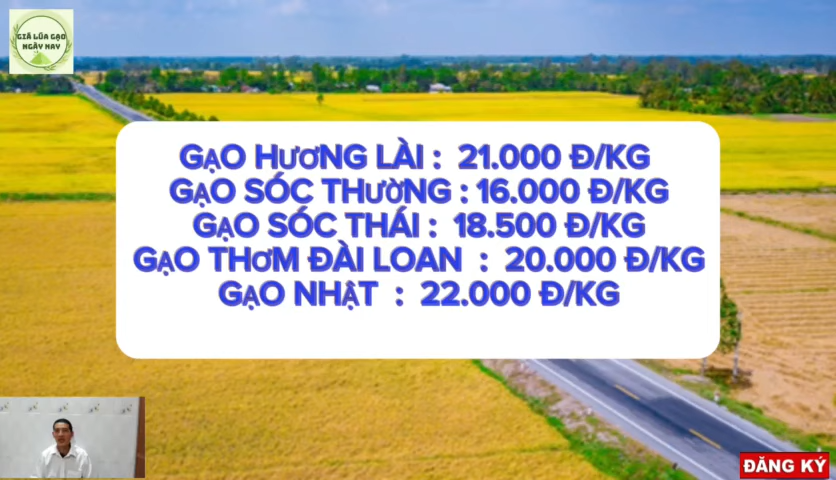 GIÁ LÚA GẠO
NGÀY NAY
GẠO HƯƠNG LÀI : 21.000 Đ/KG
GẠO SÓC THƯỜNG : 16.000 Đ/KG
GẠO SÓC THÁI : 18.500 Đ/KG
GẠO THƠM ĐÀI LOAN : 20.000 Đ/KG
GẠO NHẬT : 22.000 Đ/KG
ĐĂNG KÝ